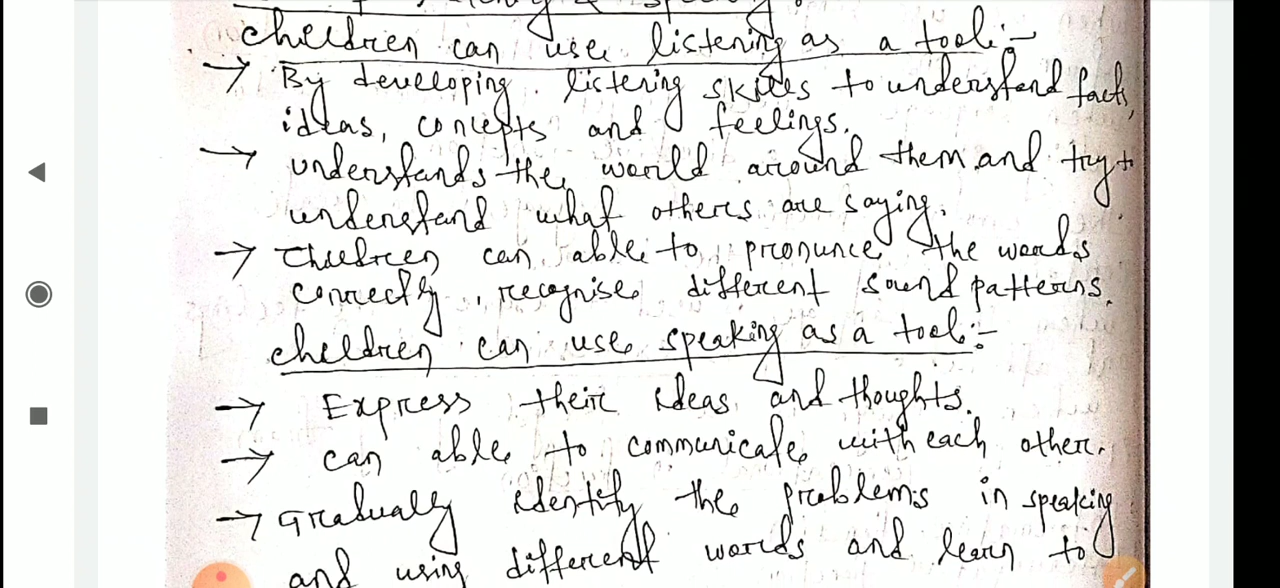 children can use listening as a tool :-
→ By developing listening skills to understand facts,
ideas, concepts and feelings.
→ understands the world around them and try to
understand what others are saying.
→ Children can able to pronunce the words
correctly, recognise different sound patterns.
children can use speaking as a tool :-
→ Express their ideas and thoughts.
→ can able to communicate with each other.
→ Gradually identify the problems in speaking
and using different words and learn to